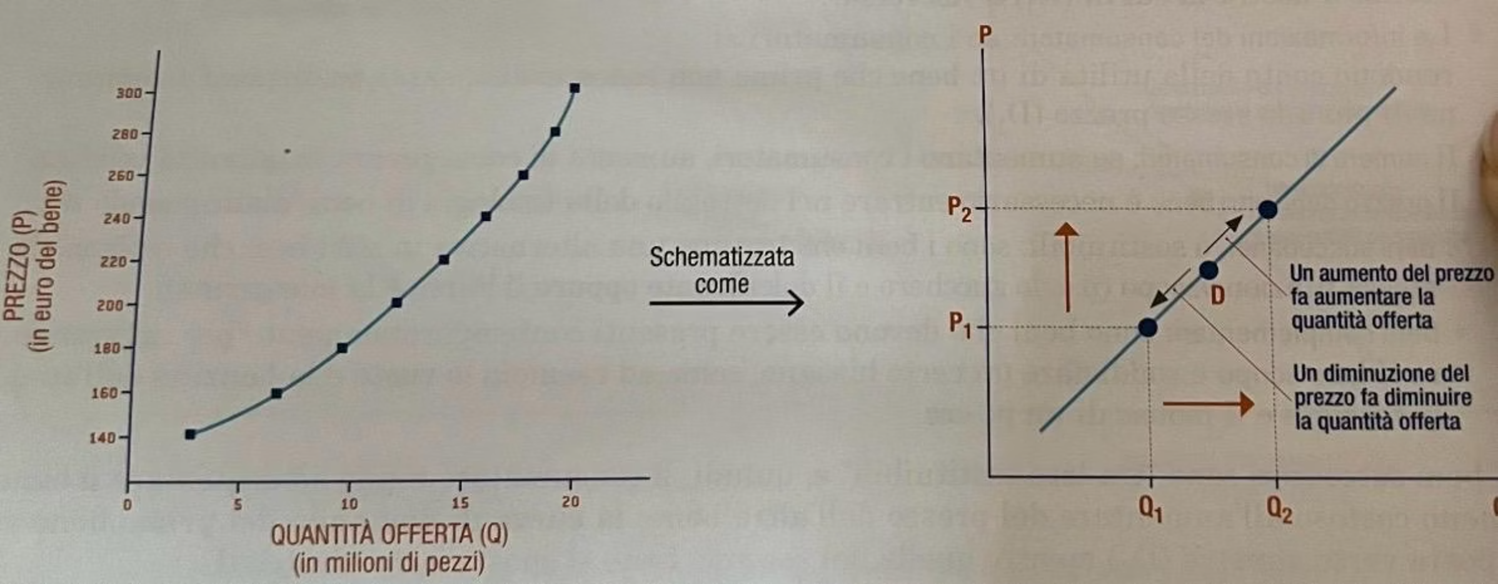 PREZZO (P)
(in euro del bene)
300
280
260
240
220
200
180
160
140
0
5
10
15
20
QUANTITÀ OFFERTA (Q)
(in milioni di pezzi)
Schematizzata
come
P
P2
P1
D
Q1
Q2
Un aumento del prezzo
fa aumentare la
quantità offerta
Un diminuzione del
prezzo fa diminuire
la quantità offerta